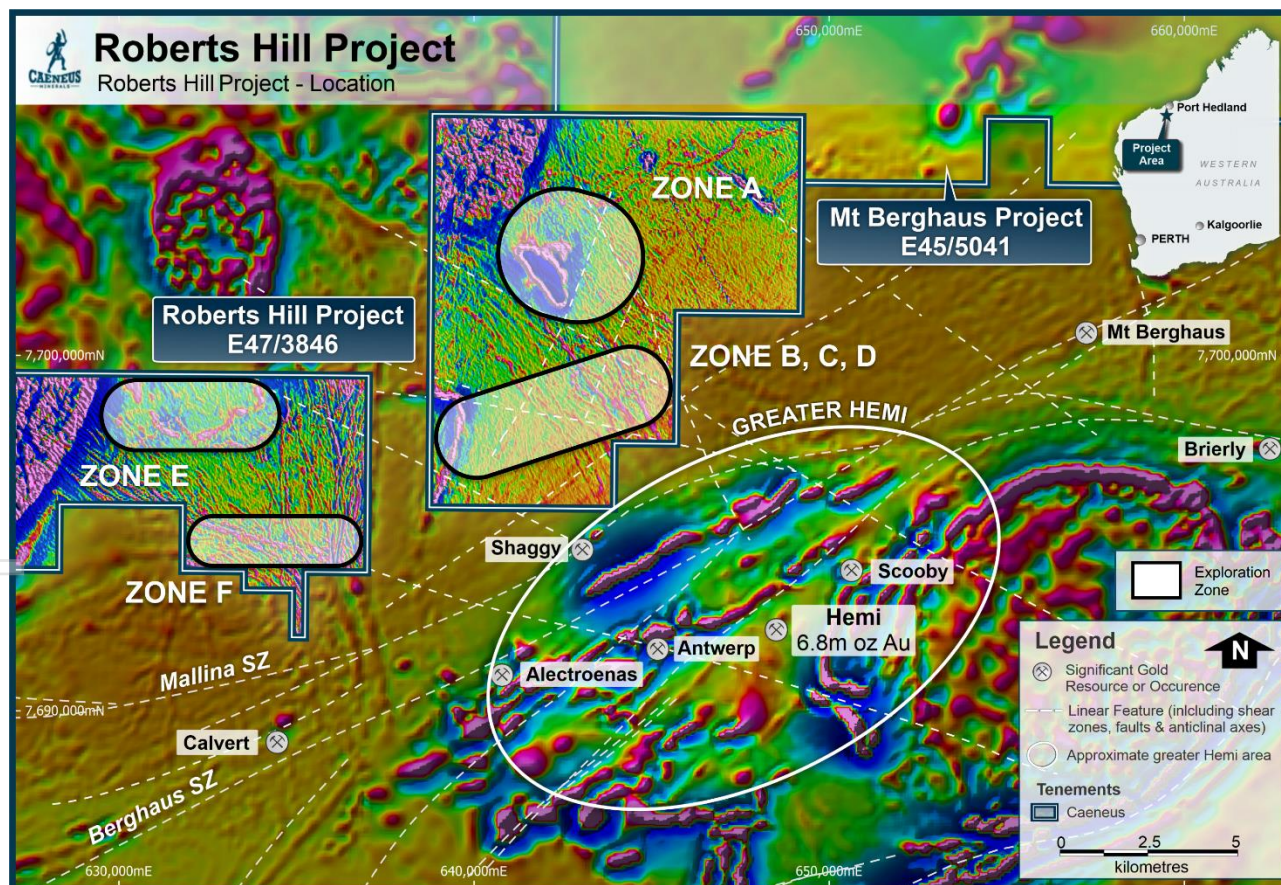 CAENEUS
MINERALS
Roberts Hill Project
Roberts Hill Project - Location
650,000mE
660,000mE
Port Hedland
Project
Area
WESTERN
AUSTRALIA
Kalgoorlie
PERTH
ZONE A
Mt Berghaus Project
E45/5041
Roberts Hill Project
E47/3846
Mt Berghaus
7,700,000mN
7,700,000mN
ZONE B, C, D
GREATER HEMI
Brierly
ZONE E
Shaggy
Scooby
Exploration
Zone
ZONE F
Hemi
6.8m oz Au
Antwerp
Alectroenas
Mallina SZ
7,690,000mN
Calvert
Berghaus SZ
Legend
N
Significant Gold
Resource or Occurence
Linear Feature (inlcluding shear
zones, faults & anticlinal axes)
Approximate greater Hemi area
Tenements
Caeneus
0 2.5 5
kilometres
630,000mE
640,000mE
650,000mE